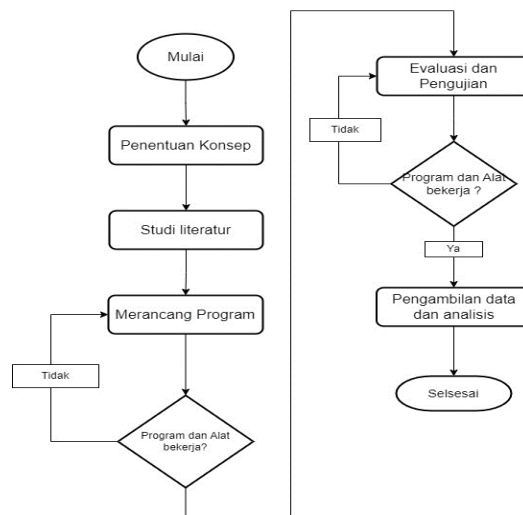 Mulai
Penentuan Konsep
Studi literatur
Merancang Program
Tidak
Program dan Alat
bekerja?
Evaluasi dan
Pengujian
Tidak
Program dan Alat
bekerja ?
Ya
Pengambilan data
dan analisis
Selsesai